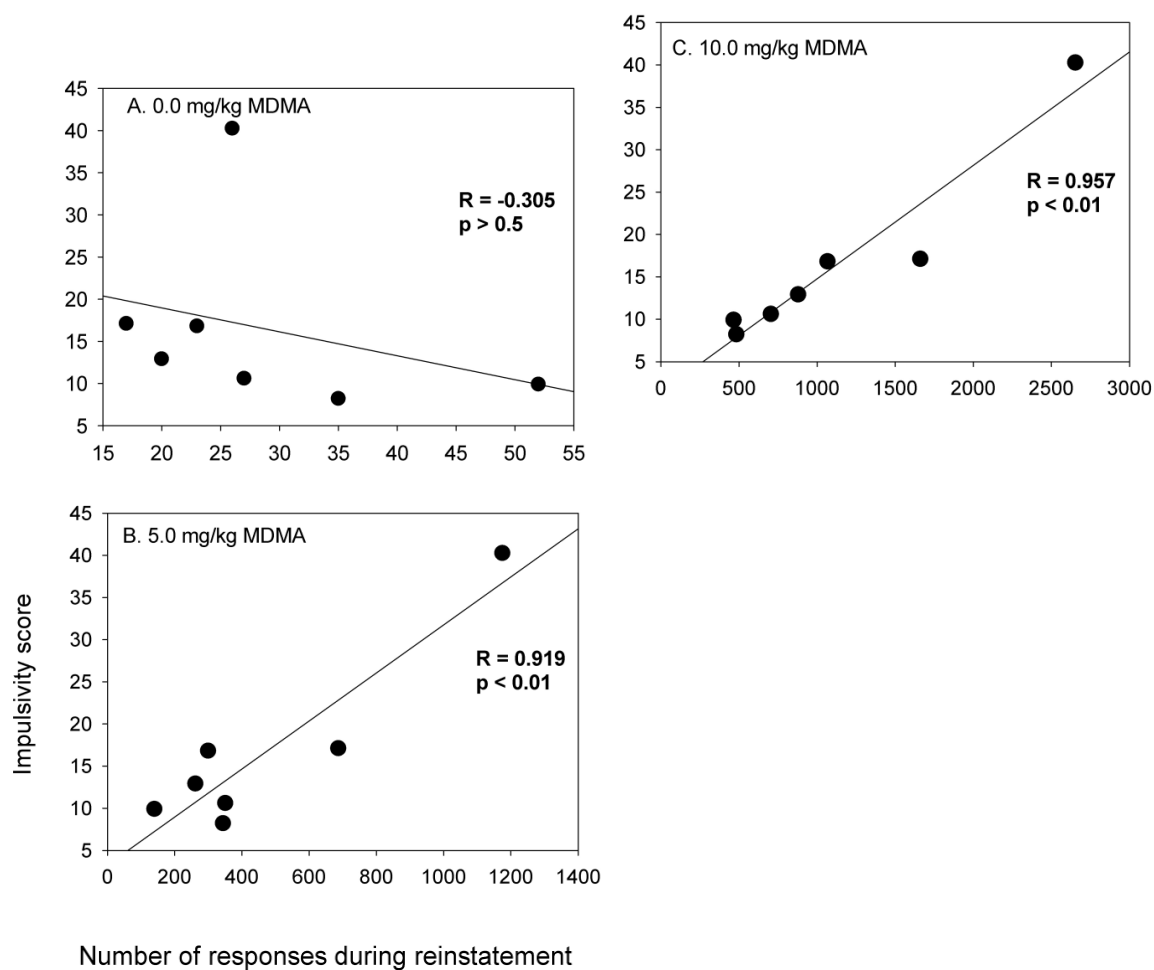 A. 0.0 mg/kg MDMA
45
40
35
30
25
20
15
10
5
R = -0.305
p > 0.5
15 20 25 30 35 40 45 50 55
C. 10.0 mg/kg MDMA
45
40
35
30
25
20
15
10
5
R = 0.957
p < 0.01
0 500 1000 1500 2000 2500 3000
B. 5.0 mg/kg MDMA
45
40
35
30
25
20
15
10
5
R = 0.919
p < 0.01
0 200 400 600 800 1000 1200 1400
Impulsivity score
Number of responses during reinstatement